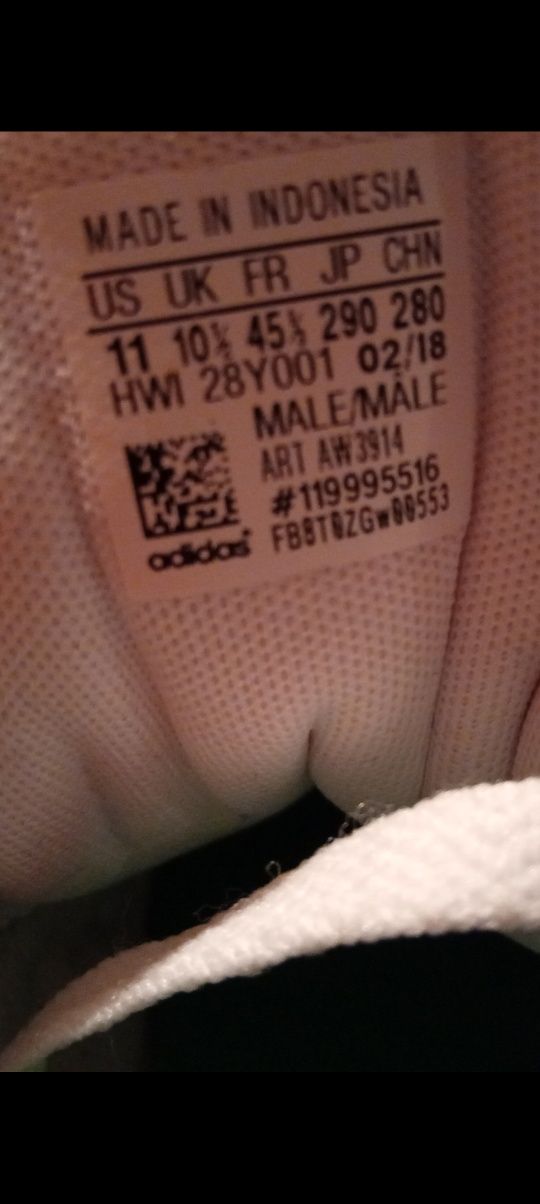 MADE IN INDONESIA
US UK FR JP CHN
11 10½ 45⅓ 290 280
HWI 28Y001 02/18
MALE/MÂLE
ART AW3914
#119995516
FB8T0ZGw00553
adidas